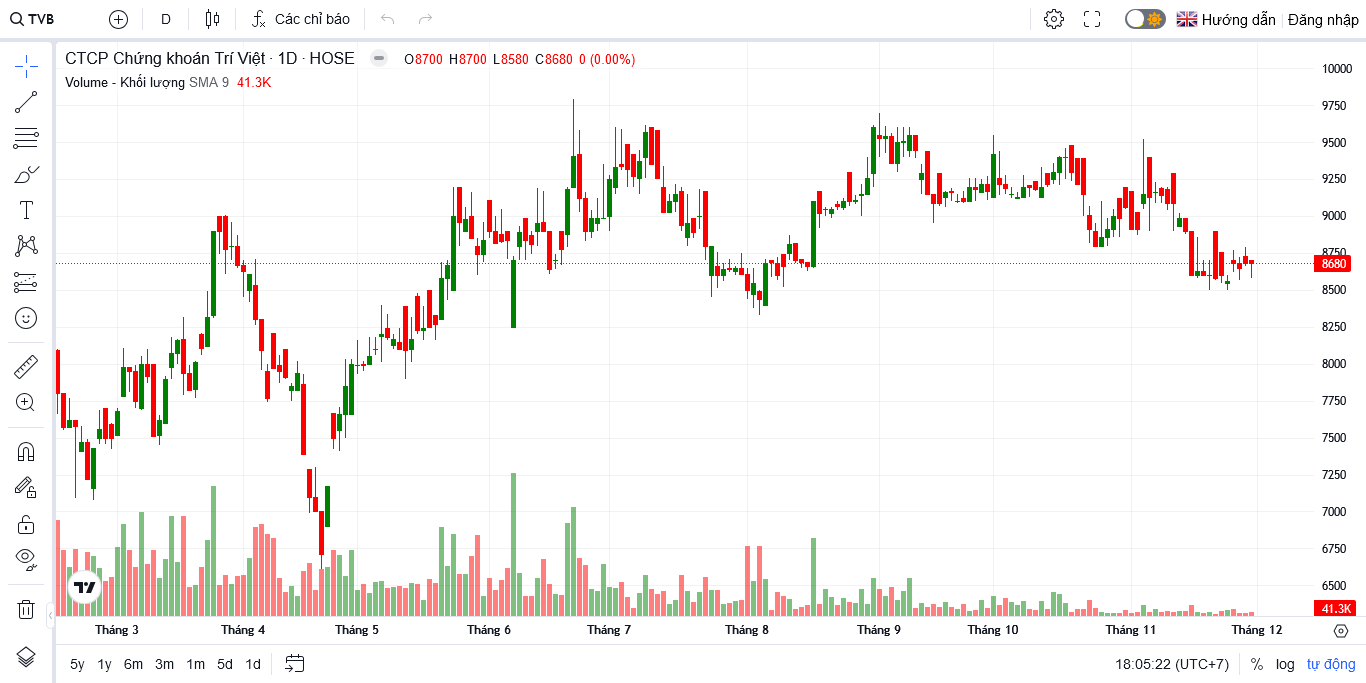 TVB D Các chỉ báo Hướng dẫn Đăng nhập
CTCP Chứng khoán Trí Việt · 1D · HOSE O8700 H8700 L8580 C8680 0 (0.00%)
Volume - Khối lượng SMA 9 41.3K
10000
9750
9500
9250
9000
8750
8680
8500
8250
8000
7750
7500
7250
7000
6750
6500
41.3K
Tháng 3 Tháng 4 Tháng 5 Tháng 6 Tháng 7 Tháng 8 Tháng 9 Tháng 10 Tháng 11 Tháng 12
5y 1y 6m 3m 1m 5d 1d 18:05:22 (UTC+7) % log tự động